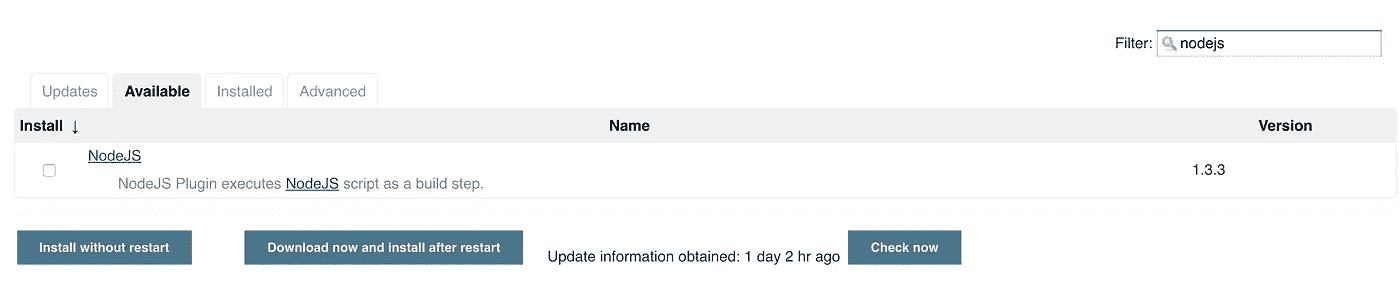 Filter: nodejs
Updates Available Installed Advanced
Install ↓ Name Version
NodeJS
NodeJS Plugin executes NodeJS script as a build step.
1.3.3
Install without restart Download now and install after restart Update information obtained: 1 day 2 hr ago Check now